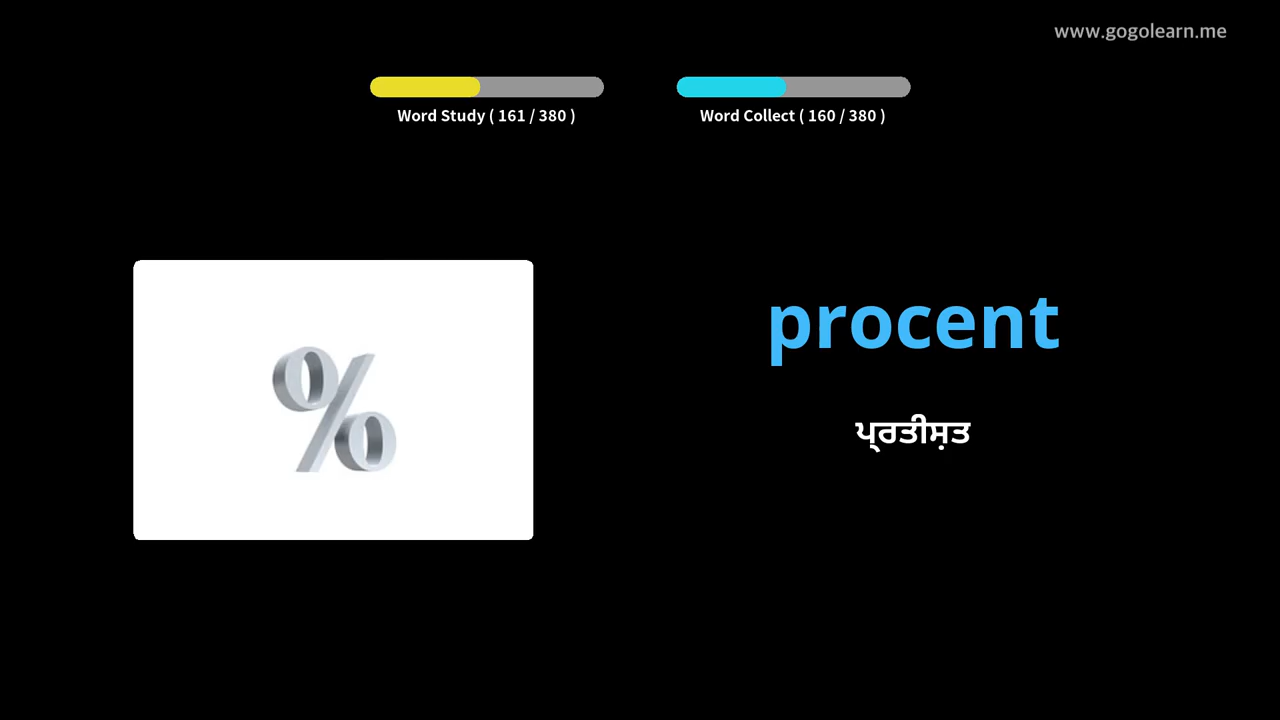 www.gogolearn.me
Word Study ( 161 / 380 )
Word Collect ( 160 / 380 )
%
procent
ਪ੍ਰਤੀਸ਼ਤ